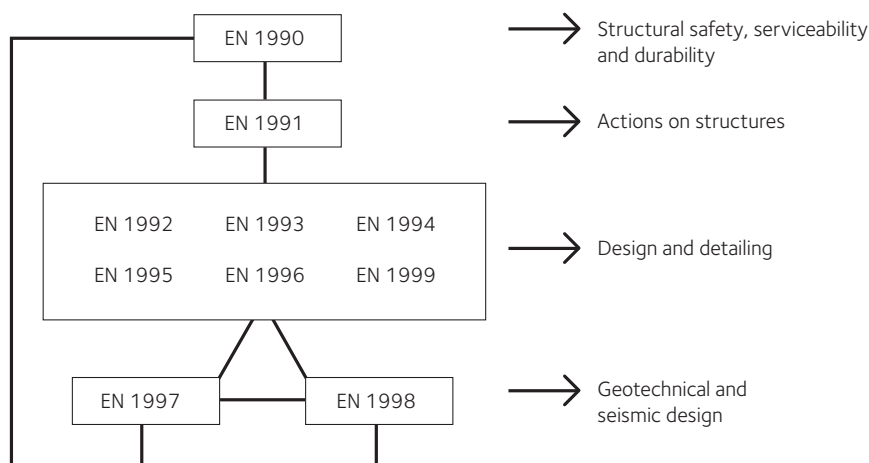 EN 1990
Structural safety, serviceability
and durability
EN 1991
Actions on structures
EN 1992 EN 1993 EN 1994
EN 1995 EN 1996 EN 1999
Design and detailing
EN 1997 EN 1998
Geotechnical and
seismic design